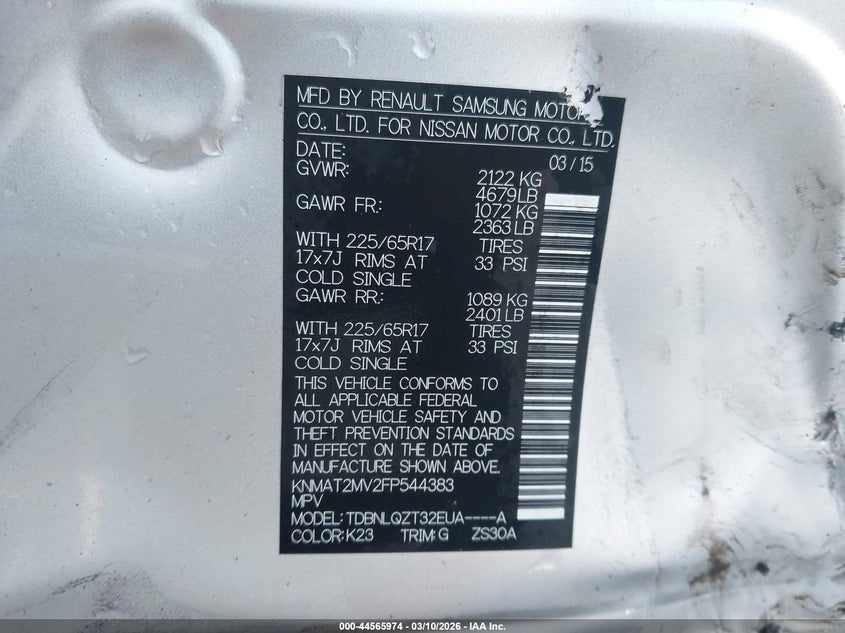 MFD BY RENAULT SAMSUNG MOTOR
CO., LTD. FOR NISSAN MOTOR CO., LTD.
DATE: 03/15
GVWR: 2122 KG
4679LB
GAWR FR: 1072 KG
2363LB
WITH 225/65R17 TIRES
17x7J RIMS AT 33 PSI
COLD SINGLE
GAWR RR: 1089 KG
2401LB
WITH 225/65R17 TIRES
17x7J RIMS AT 33 PSI
COLD SINGLE
THIS VEHICLE CONFORMS TO
ALL APPLICABLE FEDERAL
MOTOR VEHICLE SAFETY AND
THEFT PREVENTION STANDARDS
IN EFFECT ON THE DATE OF
MANUFACTURE SHOWN ABOVE.
KNMAT2MV2FP544383
MPV
MODEL:TDBNLQZT32EUA----A
COLOR:K23 TRIM:G ZS30A
000-44565974 — 03/10/2026 — IAA Inc.